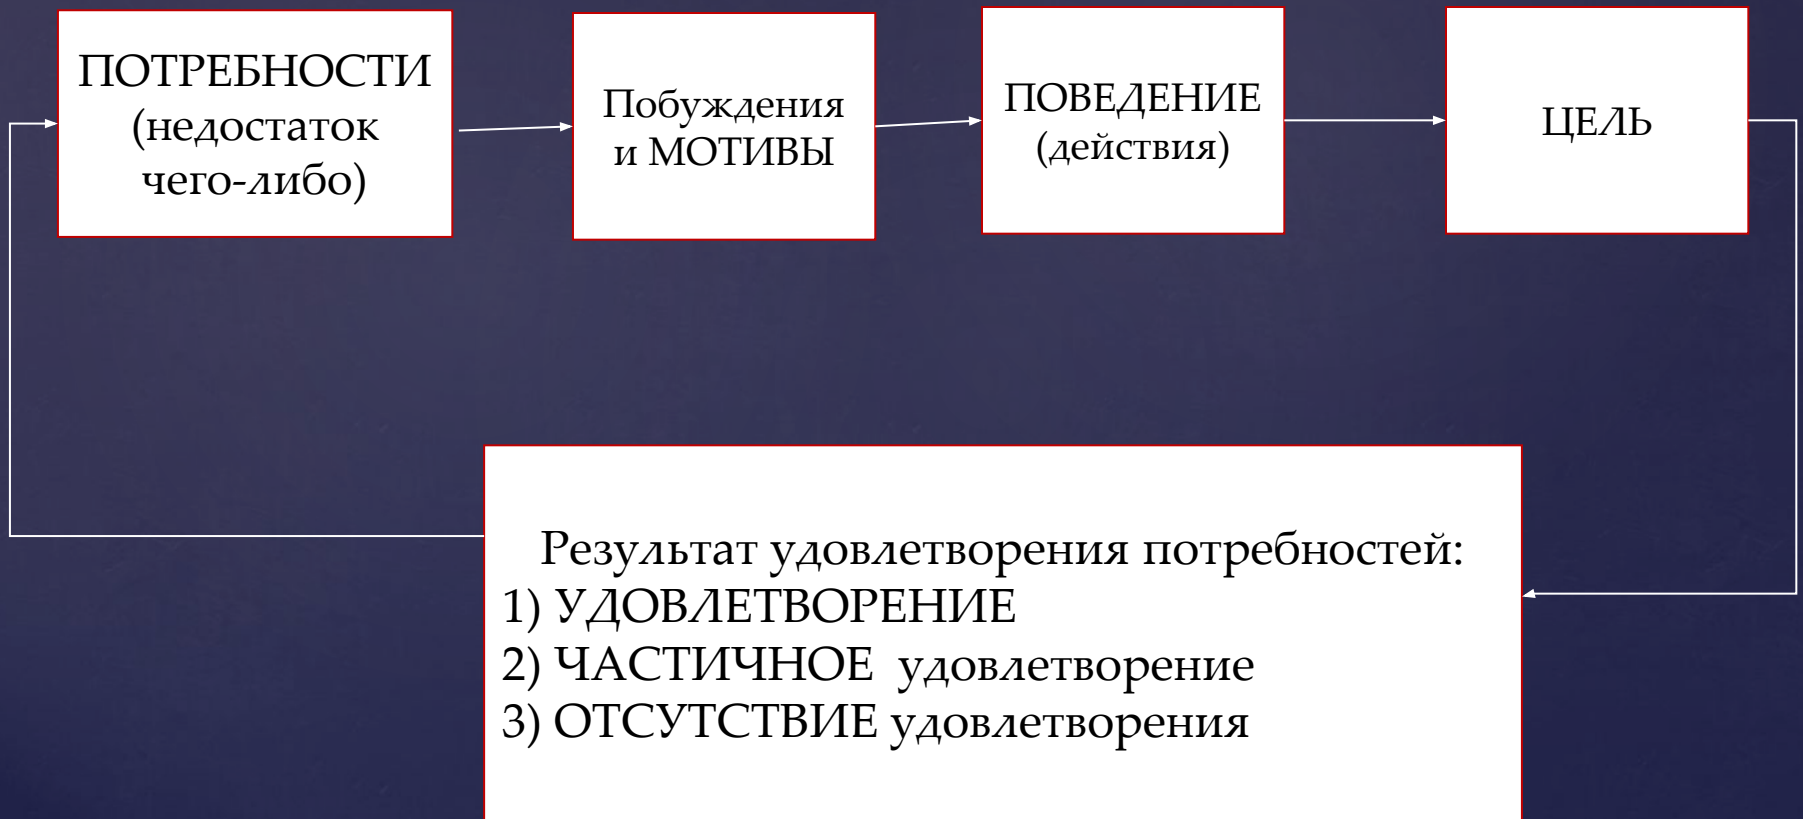 ПОТРЕБНОСТИ
(недостаток
чего-либо)
Побуждения
и МОТИВЫ
ПОВЕДЕНИЕ
(действия)
ЦЕЛЬ
Результат удовлетворения потребностей:
1) УДОВЛЕТВОРЕНИЕ
2) ЧАСТИЧНОЕ удовлетворение
3) ОТСУТСТВИЕ удовлетворения